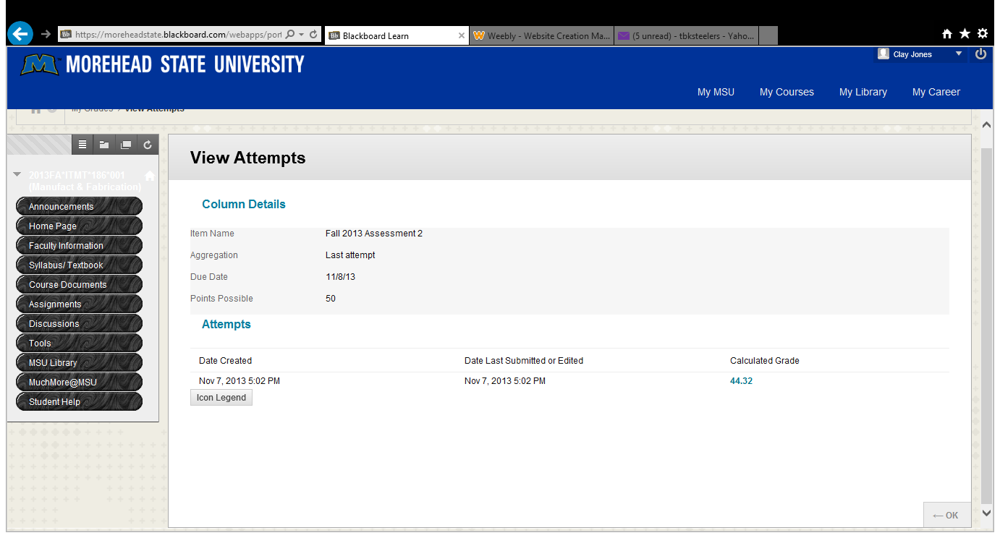 https://moreheadstate.blackboard.com/webapps/port
Blackboard Learn
Weebly - Website Creation Ma...
(5 unread) - tbksteelers - Yaho...
MOREHEAD STATE UNIVERSITY
Clay Jones
My MSU My Courses My Library My Career
My Grades View Attempts
View Attempts
2013FA*ITMT*186*001
(Manufact & Fabrication)
Announcements
Home Page
Faculty Information
Syllabus/ Textbook
Course Documents
Assignments
Discussions
Tools
MSU Library
MuchMore@MSU
Student Help
Column Details
Item Name Fall 2013 Assessment 2
Aggregation Last attempt
Due Date 11/8/13
Points Possible 50
Attempts
Date Created Date Last Submitted or Edited Calculated Grade
Nov 7, 2013 5:02 PM Nov 7, 2013 5:02 PM 44.32
Icon Legend
← OK